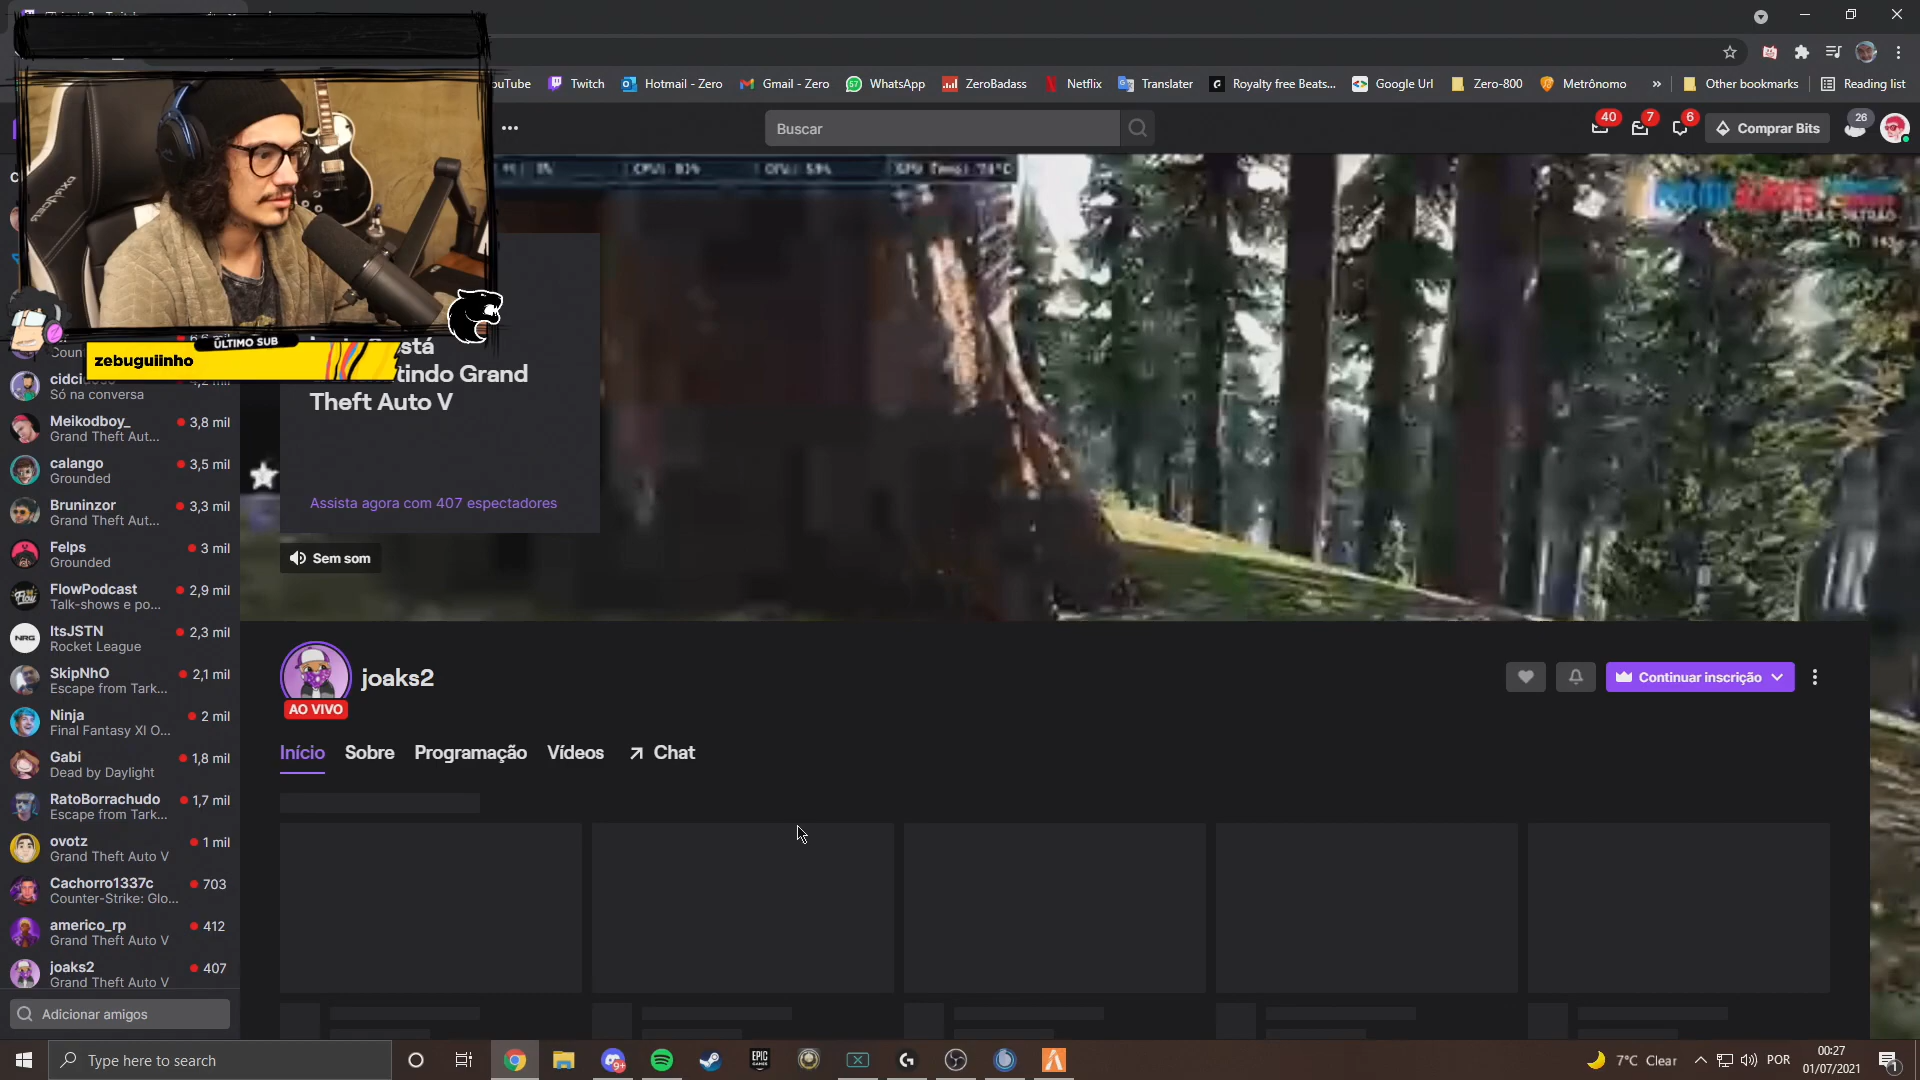 YouTube
Twitch
Hotmail - Zero
Gmail - Zero
WhatsApp
ZeroBadass
Netflix
Translater
Royalty free Beats...
Google Url
Zero-800
Metrônomo
»
Other bookmarks
Reading list
Buscar
40
7
6
Comprar Bits
26
ÚLTIMO SUB
zebuguiinho
stá
tindo Grand
Theft Auto V
Assista agora com 407 espectadores
Sem som
Só na conversa
Meikodboy_
3,8 mil
Grand Theft Aut...
calango
3,5 mil
Grounded
Bruninzor
3,3 mil
Grand Theft Aut...
Felps
3 mil
Grounded
FlowPodcast
2,9 mil
Talk-shows e po...
ItsJSTN
2,3 mil
Rocket League
SkipNhO
2,1 mil
Escape from Tark...
Ninja
2 mil
Final Fantasy XI O...
Gabi
1,8 mil
Dead by Daylight
RatoBorrachudo
1,7 mil
Escape from Tark...
ovotz
1 mil
Grand Theft Auto V
Cachorro1337c
703
Counter-Strike: Glo...
americo_rp
412
Grand Theft Auto V
joaks2
407
Grand Theft Auto V
Adicionar amigos
joaks2
AO VIVO
Continuar inscrição
Início
Sobre
Programação
Vídeos
Chat
Type here to search
9+
EPIC GAMES
7°C Clear
POR
00:27
01/07/2021
1